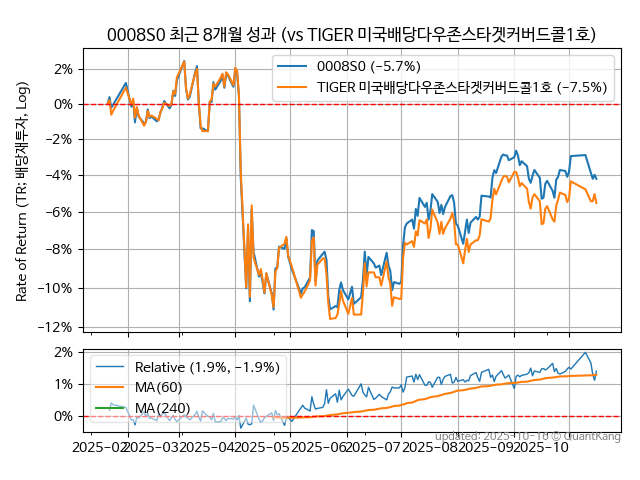 0008S0 최근 8개월 성과 (vs TIGER 미국배당다우존스타겟커버드콜1호)
Rate of Return (TR: 배당재투자, Log)
2%
0%
−2%
−4%
−6%
−8%
−10%
−12%
0008S0 (−5.7%)
TIGER 미국배당다우존스타겟커버드콜1호 (−7.5%)
2%
1%
0%
Relative (1.9%, −1.9%)
MA(60)
MA(240)
2025-02 2025-03 2025-04 2025-05 2025-06 2025-07 2025-08 2025-09 2025-10
updated: 2025-10-16 © QuantKang